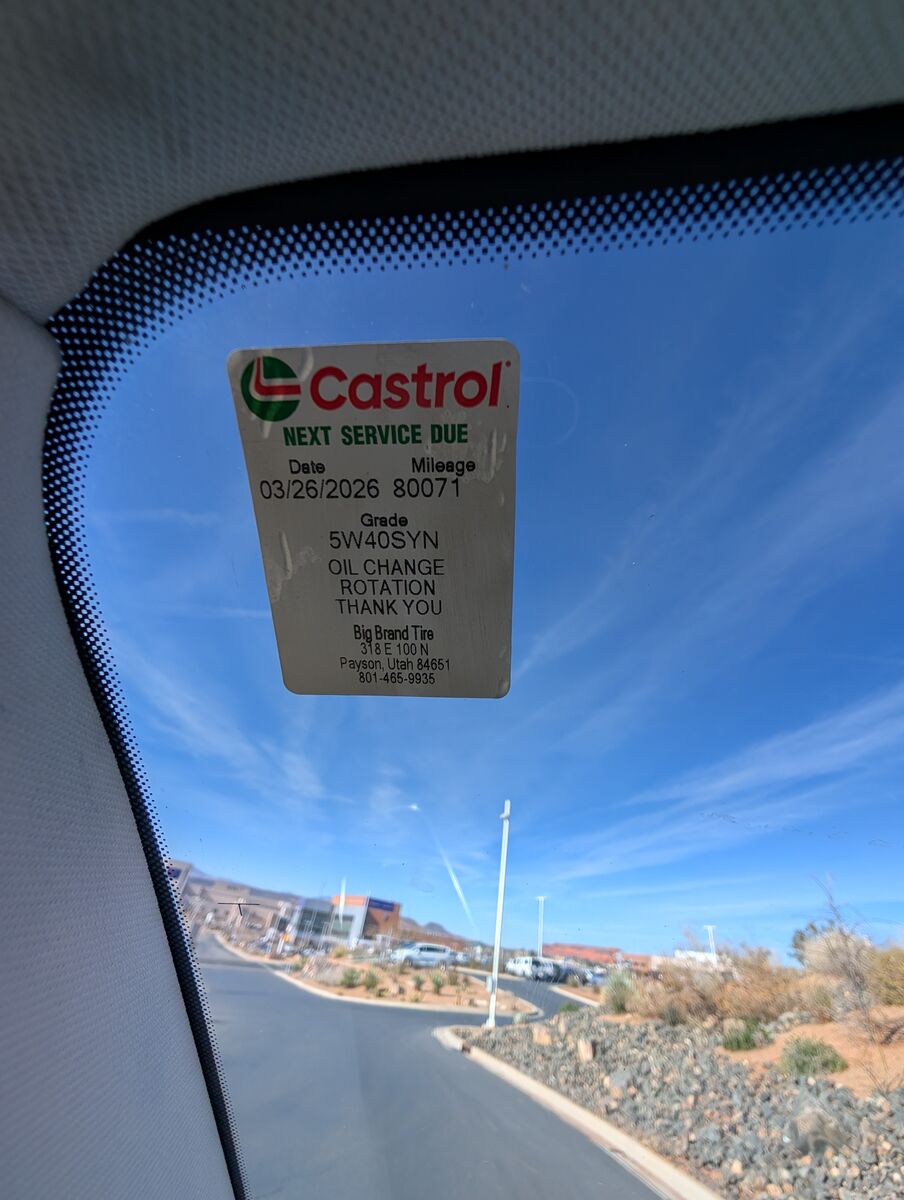 Castrol
NEXT SERVICE DUE
Date Mileage
03/26/2026 80071
Grade
5W40SYN
OIL CHANGE
ROTATION
THANK YOU
Big Brand Tire
318 E 100 N
Payson, Utah 84651
801-465-9935